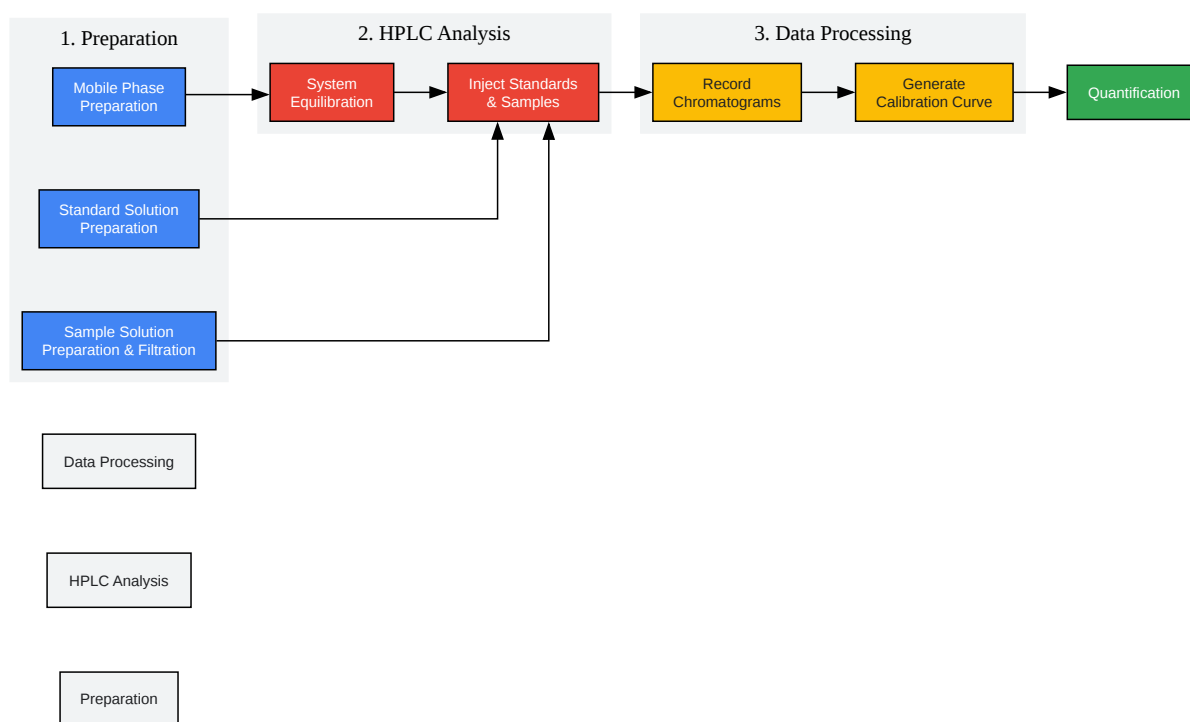 1. Preparation
Mobile Phase
Preparation
Standard Solution
Preparation
Sample Solution
Preparation & Filtration
2. HPLC Analysis
System
Equilibration
Inject Standards
& Samples
3. Data Processing
Record
Chromatograms
Generate
Calibration Curve
Quantification
Data Processing
HPLC Analysis
Preparation